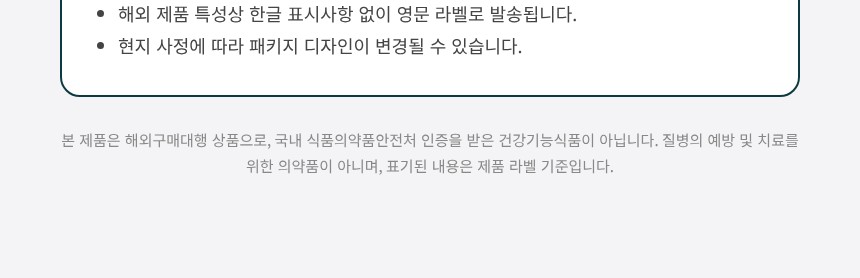 해외 제품 특성상 한글 표시사항 없이 영문 라벨로 발송됩니다.
현지 사정에 따라 패키지 디자인이 변경될 수 있습니다.
본 제품은 해외구매대행 상품으로, 국내 식품의약품안전처 인증을 받은 건강기능식품이 아닙니다. 질병의 예방 및 치료를
위한 의약품이 아니며, 표기된 내용은 제품 라벨 기준입니다.